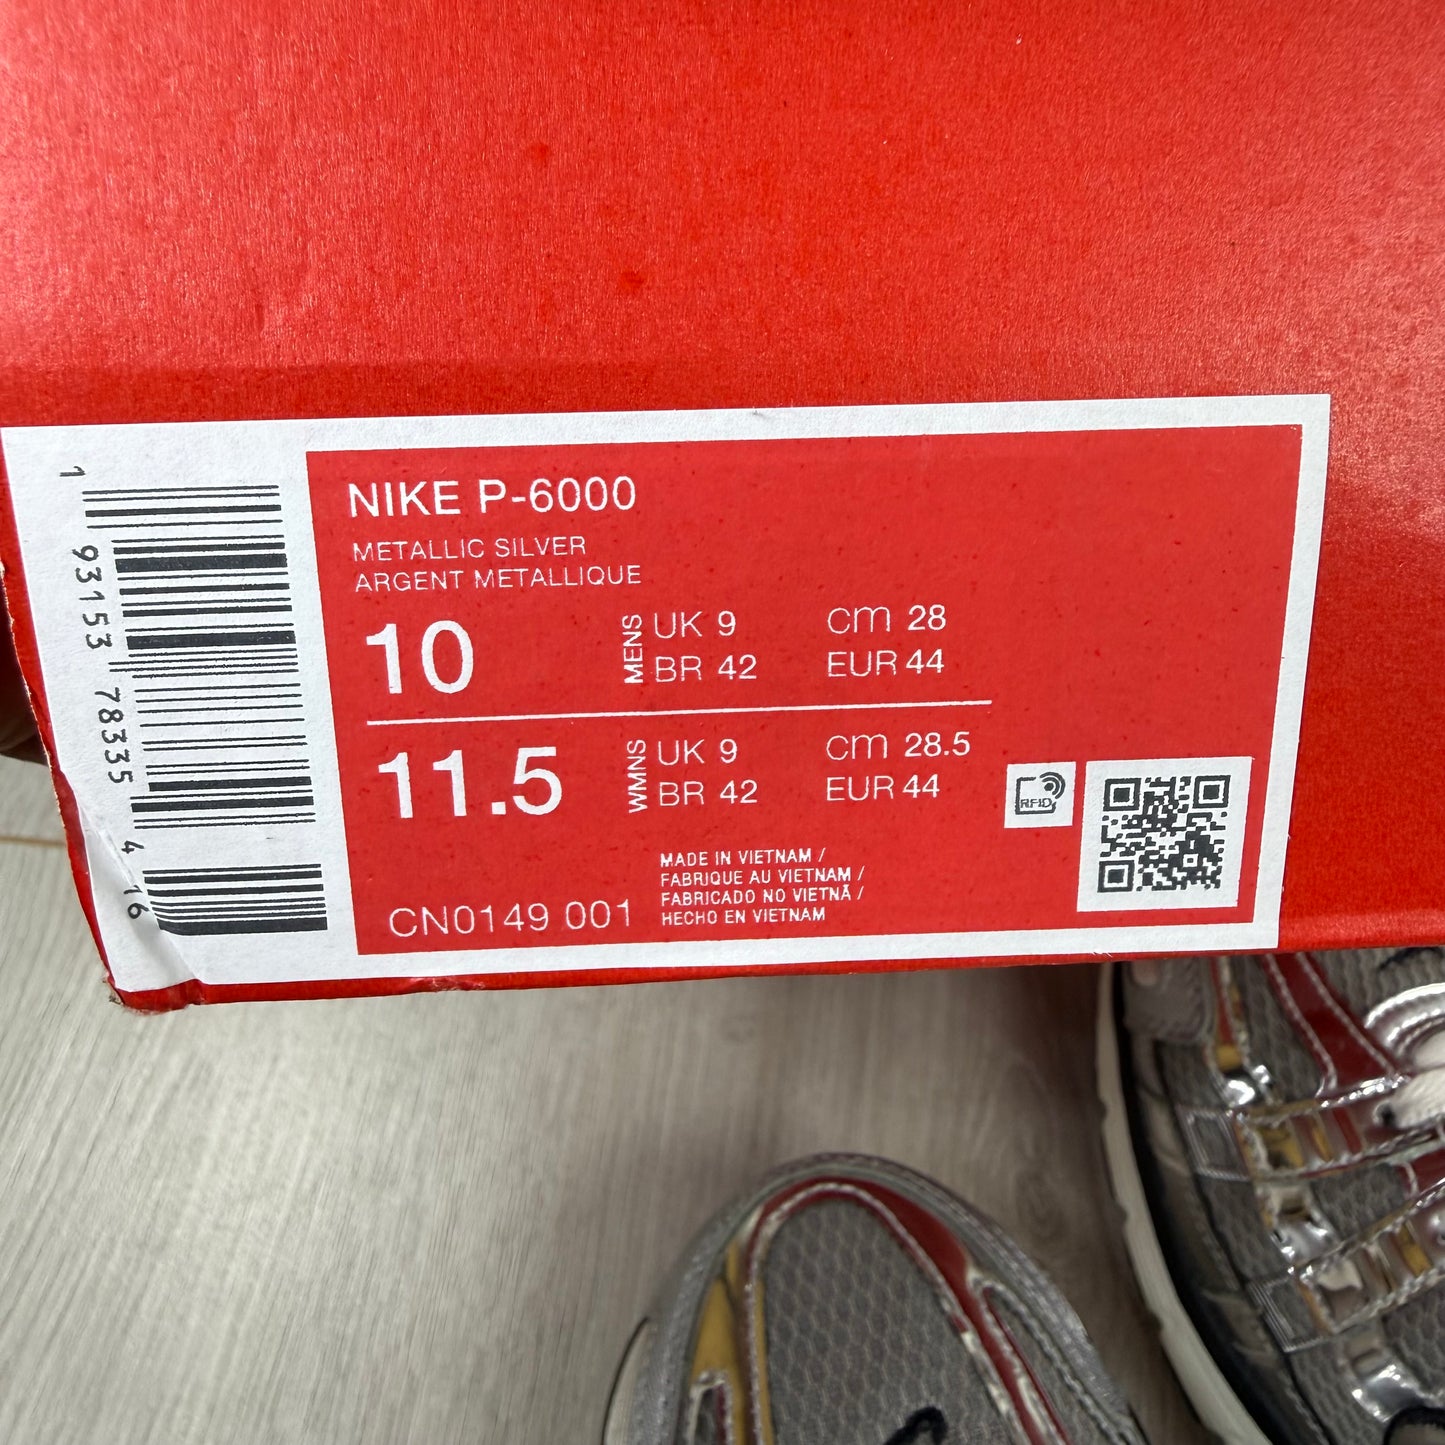 NIKE P-6000
METALLIC SILVER
ARGENT METALLIQUE
10 MENS UK 9 cm 28
BR 42 EUR 44
11.5 WMNS UK 9 cm 28.5
BR 42 EUR 44
RFID
MADE IN VIETNAM /
FABRIQUE AU VIETNAM /
FABRICADO NO VIETNÃ /
HECHO EN VIETNAM
CN0149 001
1 93153 78335 4 16